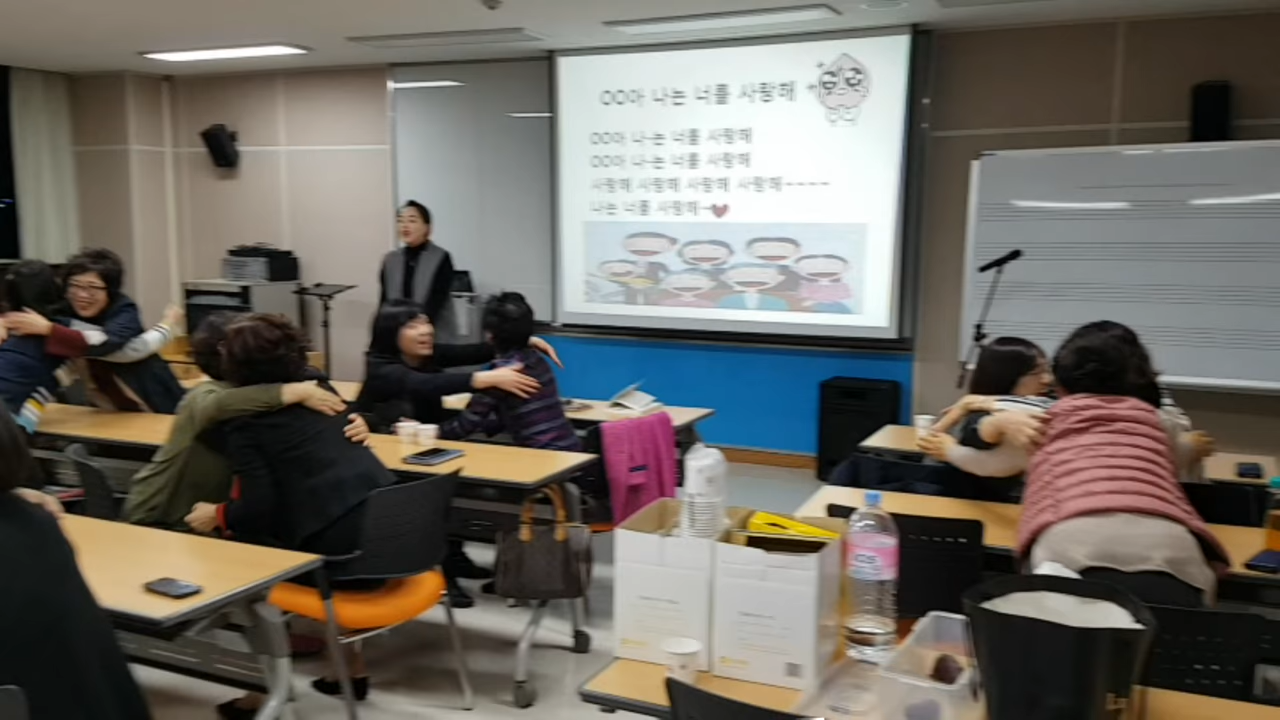 OO아 나는 너를 사랑해
OO아 나-는 너를 사랑해
OO아 나-는 너를 사랑해
사랑해 사랑해 사랑해 사랑해~~~~
나는 너를 사랑해~